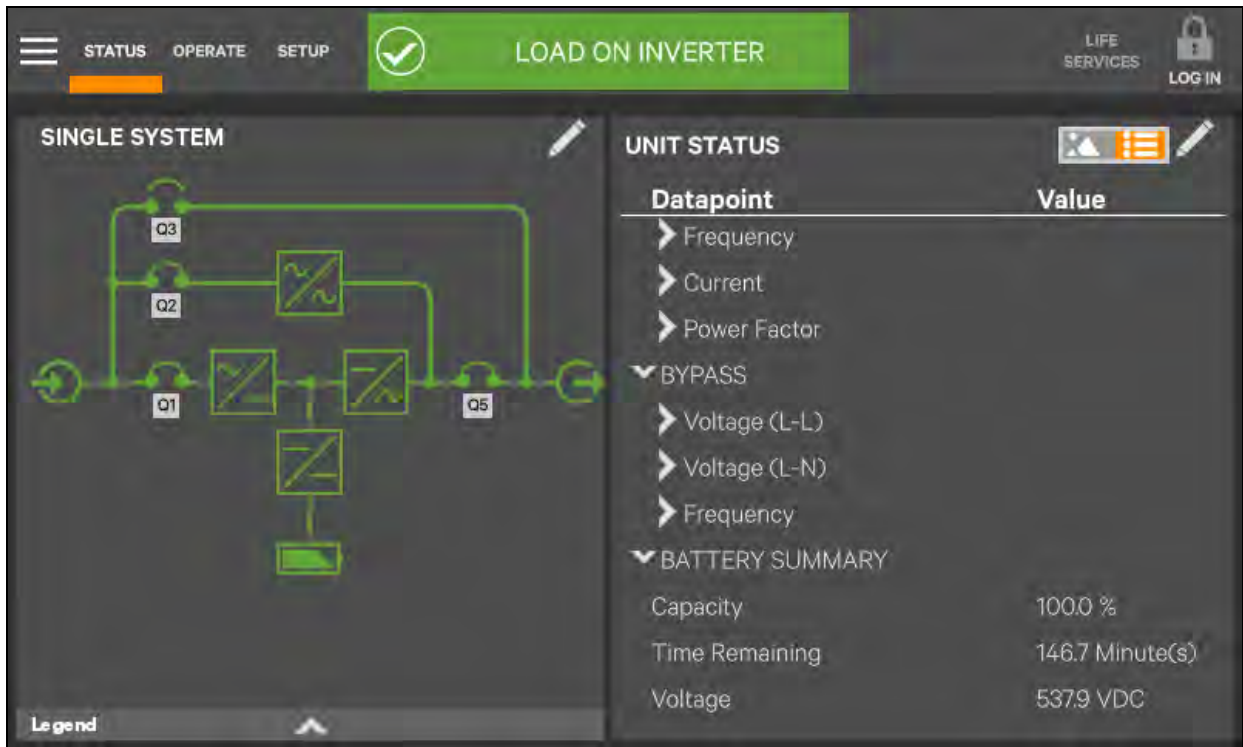 STATUS OPERATE SETUP
LOAD ON INVERTER
LIFE
SERVICES
LOG IN
SINGLE SYSTEM
Q3
Q2
Q1
Q5
Legend
UNIT STATUS
Datapoint Value
Frequency
Current
Power Factor
BYPASS
Voltage (L-L)
Voltage (L-N)
Frequency
BATTERY SUMMARY
Capacity 100.0 %
Time Remaining 146.7 Minute(s)
Voltage 537.9 VDC